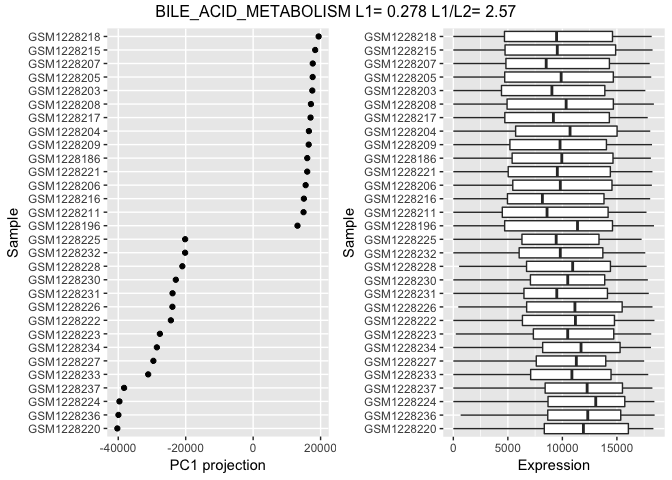 BILE_ACID_METABOLISM L1= 0.278 L1/L2= 2.57
Sample
GSM1228218
GSM1228215
GSM1228207
GSM1228205
GSM1228203
GSM1228208
GSM1228217
GSM1228204
GSM1228209
GSM1228186
GSM1228221
GSM1228206
GSM1228216
GSM1228211
GSM1228196
GSM1228225
GSM1228232
GSM1228228
GSM1228230
GSM1228231
GSM1228226
GSM1228222
GSM1228223
GSM1228234
GSM1228227
GSM1228233
GSM1228237
GSM1228224
GSM1228236
GSM1228220
-40000 -20000 0 20000
PC1 projection
Sample
GSM1228218
GSM1228215
GSM1228207
GSM1228205
GSM1228203
GSM1228208
GSM1228217
GSM1228204
GSM1228209
GSM1228186
GSM1228221
GSM1228206
GSM1228216
GSM1228211
GSM1228196
GSM1228225
GSM1228232
GSM1228228
GSM1228230
GSM1228231
GSM1228226
GSM1228222
GSM1228223
GSM1228234
GSM1228227
GSM1228233
GSM1228237
GSM1228224
GSM1228236
GSM1228220
0 5000 10000 15000
Expression